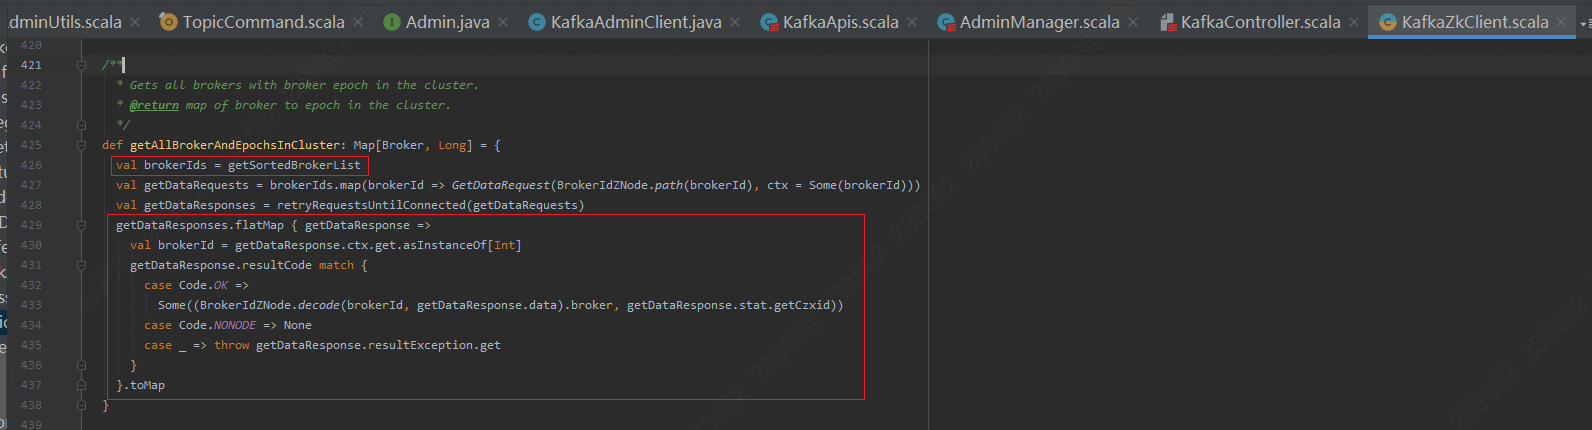 .dminUtils.scala TopicCommand.scala Admin.java KafkaAdminClient.java KafkaApis.scala AdminManager.scala KafkaController.scala KafkaZkClient.scala
420
421 /**
422 * Gets all brokers with broker epoch in the cluster.
423 * @return map of broker to epoch in the cluster.
424 */
425 def getAllBrokerAndEpochsInCluster: Map[Broker, Long] = {
426 val brokerIds = getSortedBrokerList
427 val getDataRequests = brokerIds.map(brokerId => GetDataRequest(BrokerIdZNode.path(brokerId), ctx = Some(brokerId)))
428 val getDataResponses = retryRequestsUntilConnected(getDataRequests)
429 getDataResponses.flatMap { getDataResponse =>
430 val brokerId = getDataResponse.ctx.get.asInstanceOf[Int]
431 getDataResponse.resultCode match {
432 case Code.OK =>
433 Some((BrokerIdZNode.decode(brokerId, getDataResponse.data).broker, getDataResponse.stat.getCzxid))
434 case Code.NONODE => None
435 case _ => throw getDataResponse.resultException.get
436 }
437 }.toMap
438 }
439